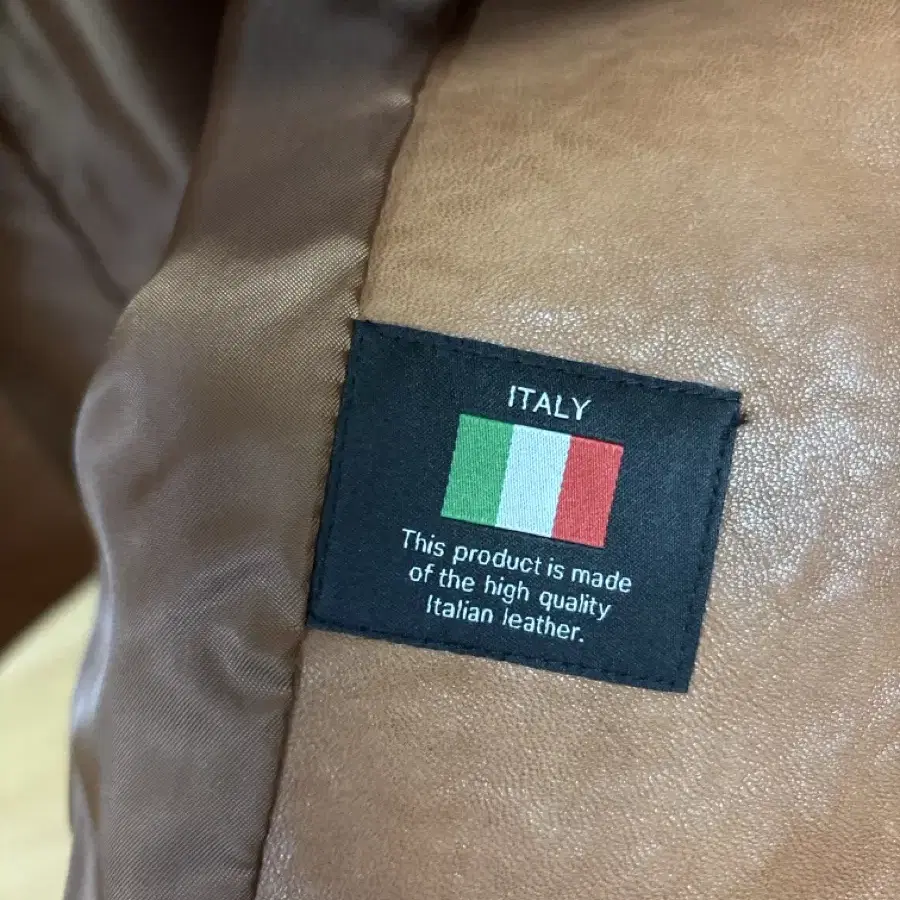 ITALY
This product is made
of the high quality
Italian leather.